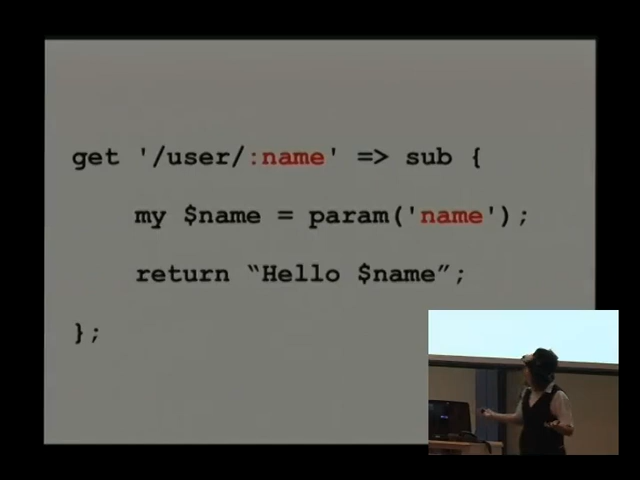 get '/user/:name' => sub {
my $name = param('name');
return “Hello $name”;
};